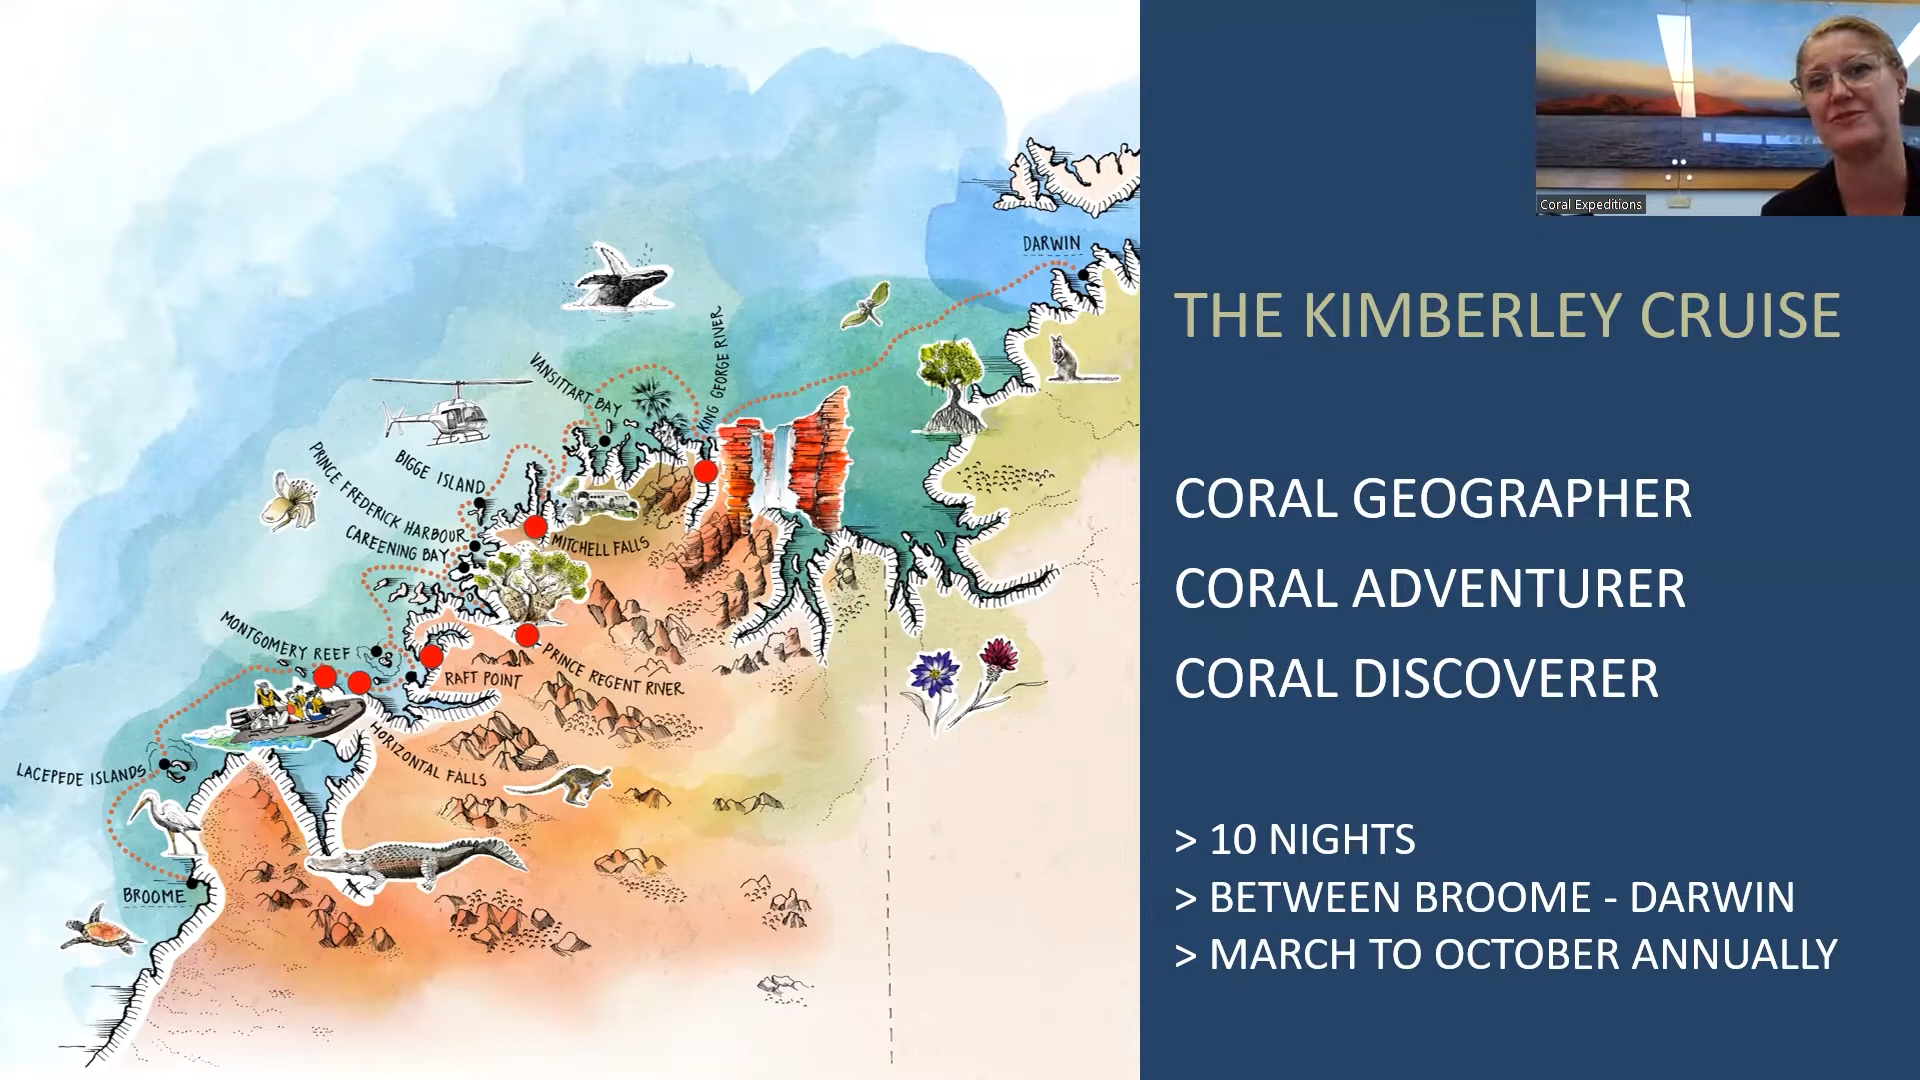 DARWIN
KING GEORGE RIVER
VANSITTART BAY
BIGGE ISLAND
PRINCE FREDERICK HARBOUR
CAREENING BAY
MITCHELL FALLS
MONTGOMERY REEF
RAFT POINT
PRINCE REGENT RIVER
HORIZONTAL FALLS
LACEPEDE ISLANDS
BROOME
Coral Expeditions
THE KIMBERLEY CRUISE
CORAL GEOGRAPHER
CORAL ADVENTURER
CORAL DISCOVERER
> 10 NIGHTS
> BETWEEN BROOME - DARWIN
> MARCH TO OCTOBER ANNUALLY